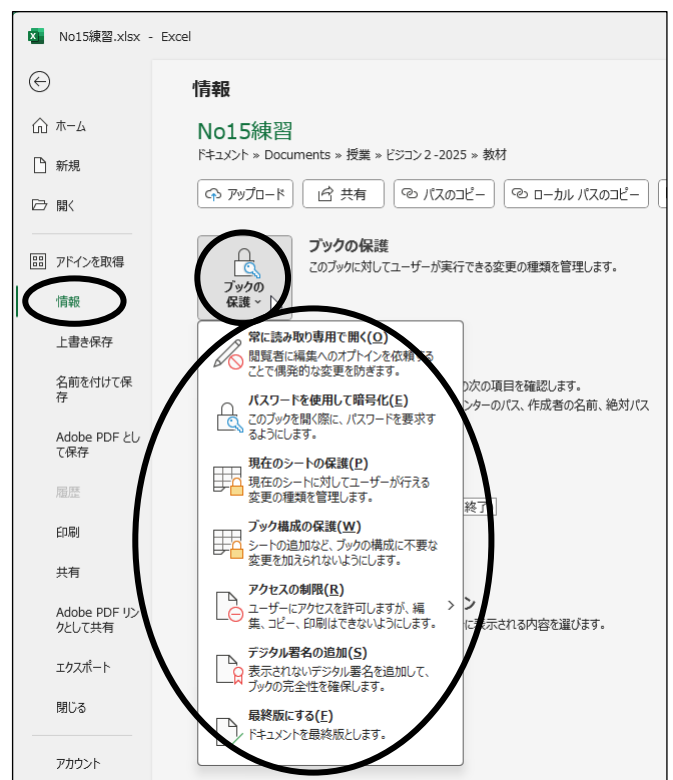 No15練習.xlsx - Excel
情報
No15練習
ドキュメント » Documents » 授業 » ビジコン２-2025 » 教材
アップロード
共有
パスのコピー
ローカル パスのコピー
ホーム
新規
開く
アドインを取得
情報
上書き保存
名前を付けて保
存
Adobe PDF とし
て保存
履歴
印刷
共有
Adobe PDF リン
クとして共有
エクスポート
閉じる
アカウント
ブックの
保護
ブックの保護
このブックに対してユーザーが実行できる変更の種類を管理します。
常に読み取り専用で開く(O)
閲覧者に編集へのオプトインを依頼する
ことで偶発的な変更を防ぎます。
パスワードを使用して暗号化(E)
このブックを開く際に、パスワードを要求す
るようにします。
現在のシートの保護(P)
現在のシートに対してユーザーが行える
変更の種類を管理します。
ブック構成の保護(W)
シートの追加など、ブックの構成に不要な
変更を加えられないようにします。
アクセスの制限(R)
ユーザーにアクセスを許可しますが、編
集、コピー、印刷はできないようにします。
デジタル署名の追加(S)
表示されないデジタル署名を追加して、
ブックの完全性を確保します。
最終版にする(F)
ドキュメントを最終版とします。
の次の項目を確認します。
ンターのパス、作成者の名前、絶対パス
終了
ン
に表示される内容を選びます。